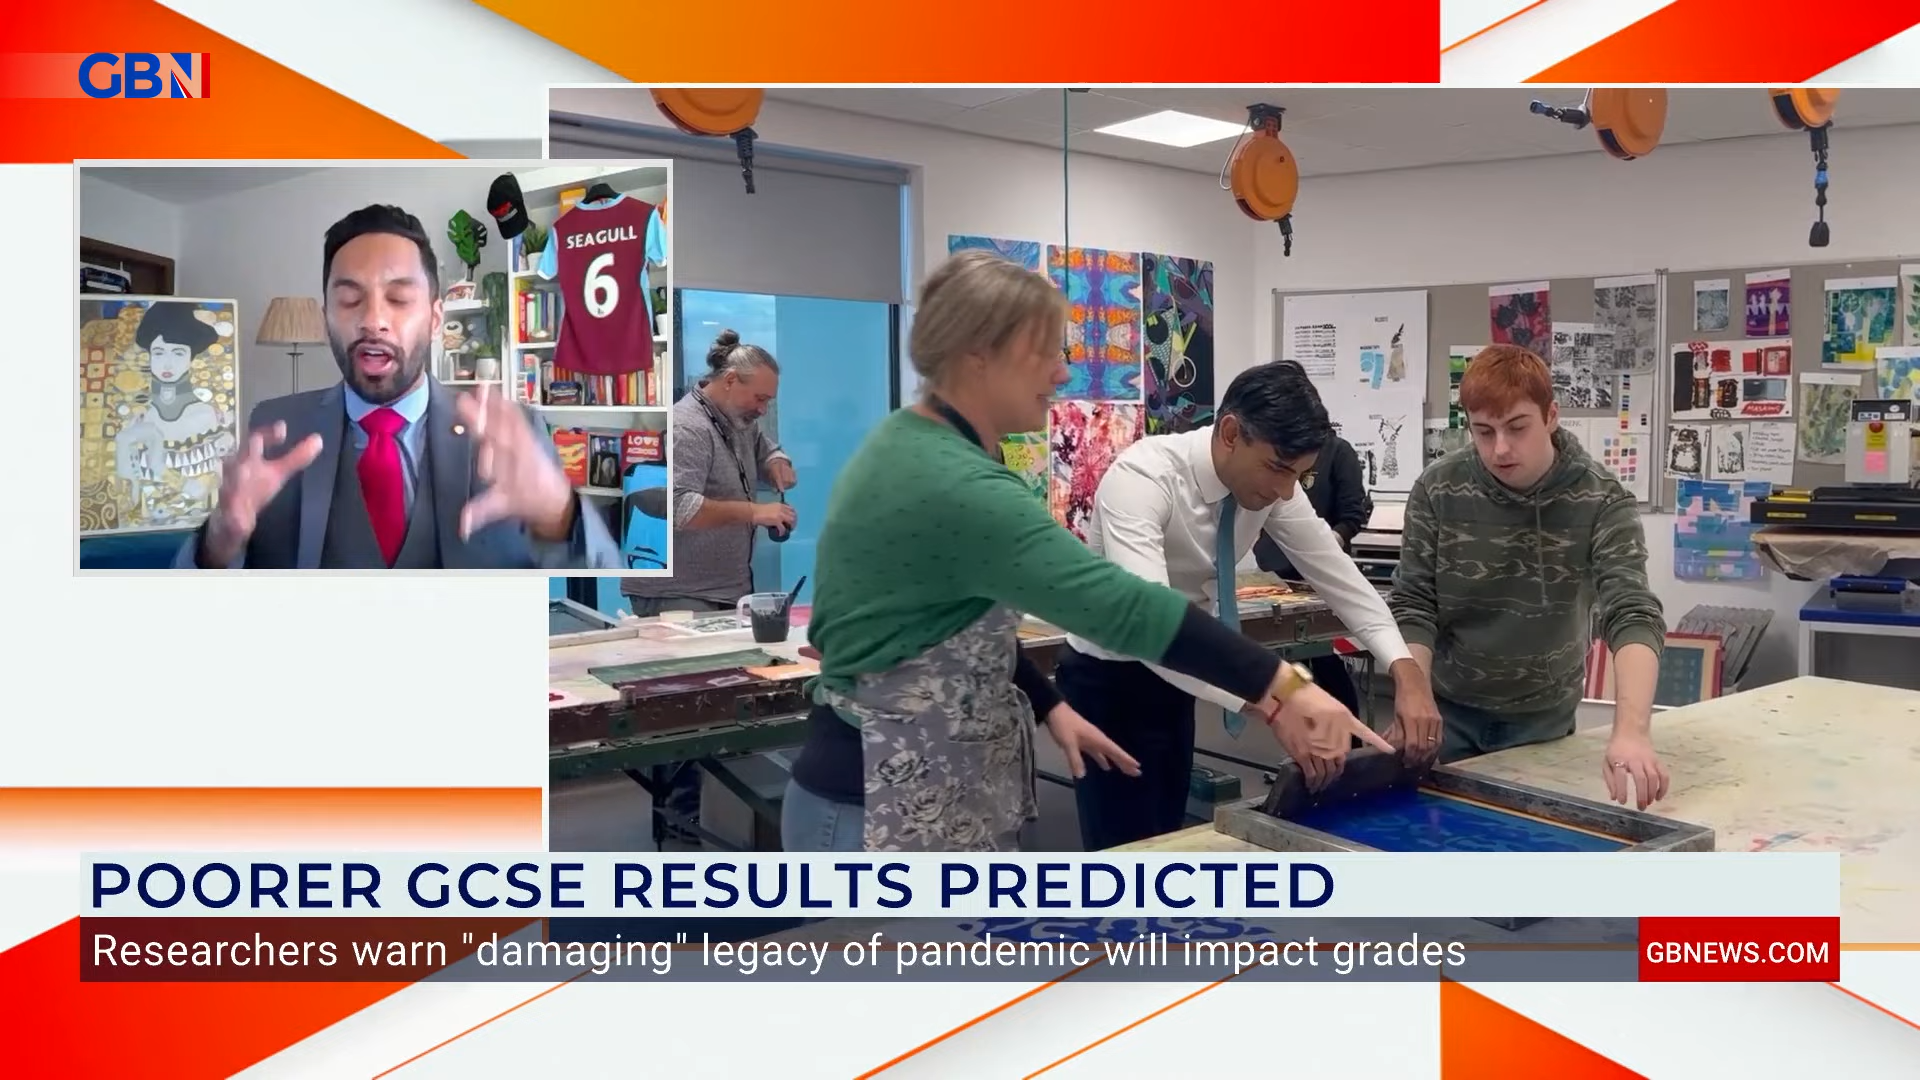 GBN
SEAGULL
6
LOVE
ACROSS
POORER GCSE RESULTS PREDICTED
Researchers warn "damaging" legacy of pandemic will impact grades
GBNEWS.COM